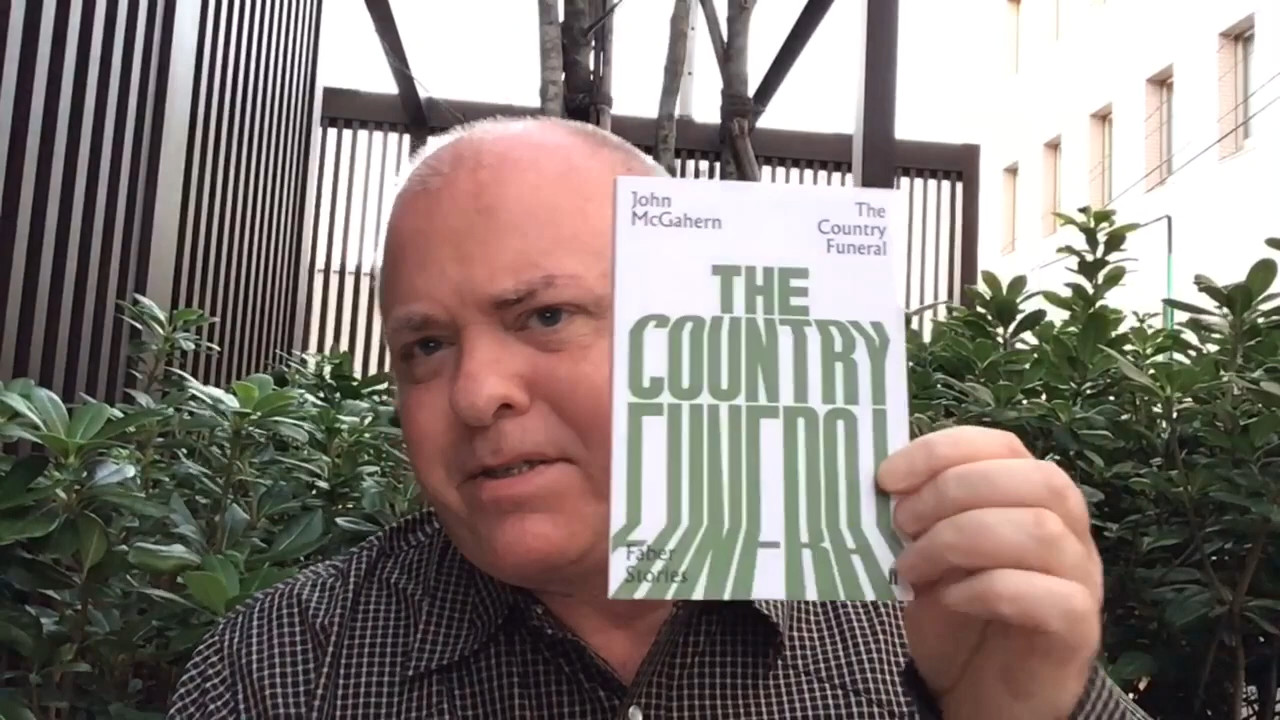 John
McGahern
The
Country
Funeral
THE
COUNTRY
FUNERAL
Faber
Stories